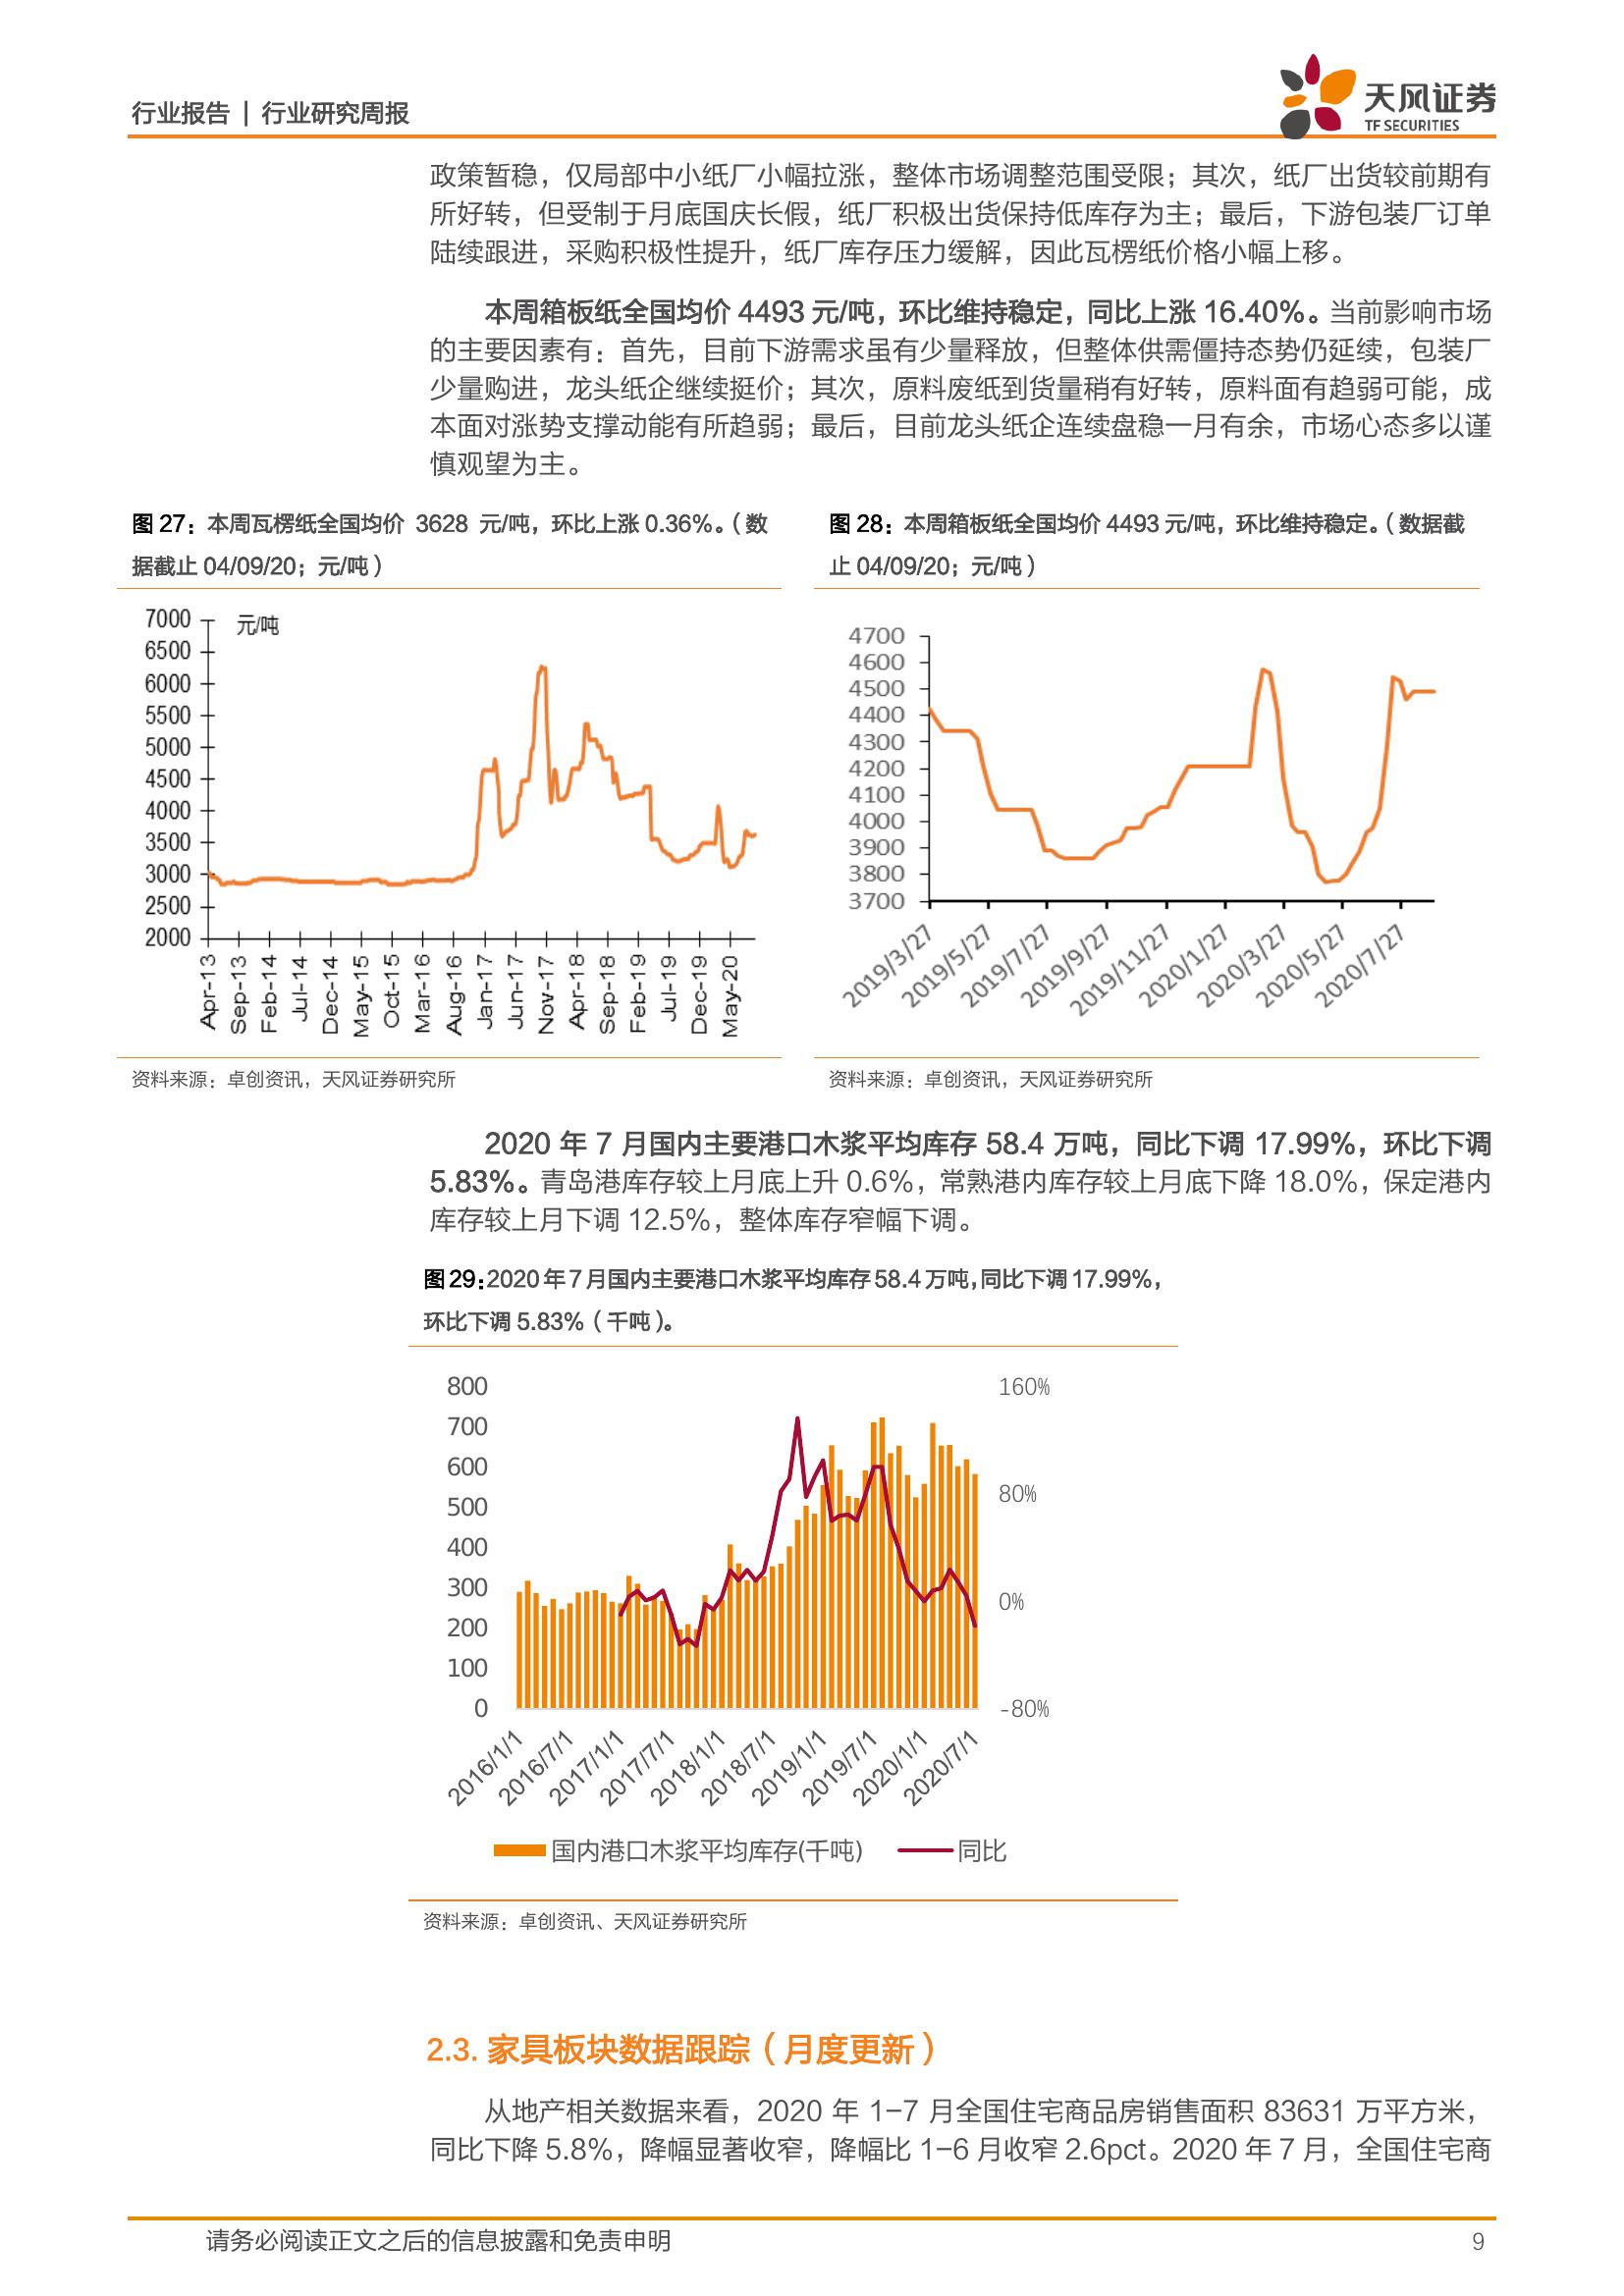 行业报告 | 行业研究周报
天风证券
TF SECURITIES
政策暂稳，仅局部中小纸厂小幅拉涨，整体市场调整范围受限；其次，纸厂出货较前期有
所好转，但受制于月底国庆长假，纸厂积极出货保持低库存为主；最后，下游包装厂订单
陆续跟进，采购积极性提升，纸厂库存压力缓解，因此瓦楞纸价格小幅上移。
本周箱板纸全国均价 4493 元/吨，环比维持稳定，同比上涨 16.40%。当前影响市场
的主要因素有：首先，目前下游需求虽有少量释放，但整体供需僵持态势仍延续，包装厂
少量购进，龙头纸企继续挺价；其次，原料废纸到货量稍有好转，原料面有趋弱可能，成
本面对涨势支撑动能有所趋弱；最后，目前龙头纸企连续盘稳一月有余，市场心态多以谨
慎观望为主。
图 27：本周瓦楞纸全国均价 3628 元/吨，环比上涨 0.36%。（数
据截止 04/09/20；元/吨）
7000
6500
6000
5500
5000
4500
4000
3500
3000
2500
2000
元/吨
Apr-13
Sep-13
Feb-14
Jul-14
Dec-14
May-15
Oct-15
Mar-16
Aug-16
Jan-17
Jun-17
Nov-17
Apr-18
Sep-18
Feb-19
Jul-19
Dec-19
May-20
资料来源：卓创资讯，天风证券研究所
图 28：本周箱板纸全国均价 4493 元/吨，环比维持稳定。（数据截
止 04/09/20；元/吨）
4700
4600
4500
4400
4300
4200
4100
4000
3900
3800
3700
2019/3/27
2019/5/27
2019/7/27
2019/9/27
2019/11/27
2020/1/27
2020/3/27
2020/5/27
2020/7/27
资料来源：卓创资讯，天风证券研究所
2020 年 7 月国内主要港口木浆平均库存 58.4 万吨，同比下调 17.99%，环比下调
5.83%。青岛港库存较上月底上升 0.6%，常熟港内库存较上月底下降 18.0%，保定港内
库存较上月下调 12.5%，整体库存窄幅下调。
图 29：2020 年 7 月国内主要港口木浆平均库存 58.4 万吨，同比下调 17.99%，
环比下调 5.83%（千吨）。
800
700
600
500
400
300
200
100
0
160%
80%
0%
-80%
2016/1/1
2016/7/1
2017/1/1
2017/7/1
2018/1/1
2018/7/1
2019/1/1
2019/7/1
2020/1/1
2020/7/1
国内港口木浆平均库存(千吨)
同比
资料来源：卓创资讯、天风证券研究所
2.3. 家具板块数据跟踪（月度更新）
从地产相关数据来看，2020 年 1-7 月全国住宅商品房销售面积 83631 万平方米，
同比下降 5.8%，降幅显著收窄，降幅比 1-6 月收窄 2.6pct。2020 年 7 月，全国住宅商
请务必阅读正文之后的信息披露和免责申明
9